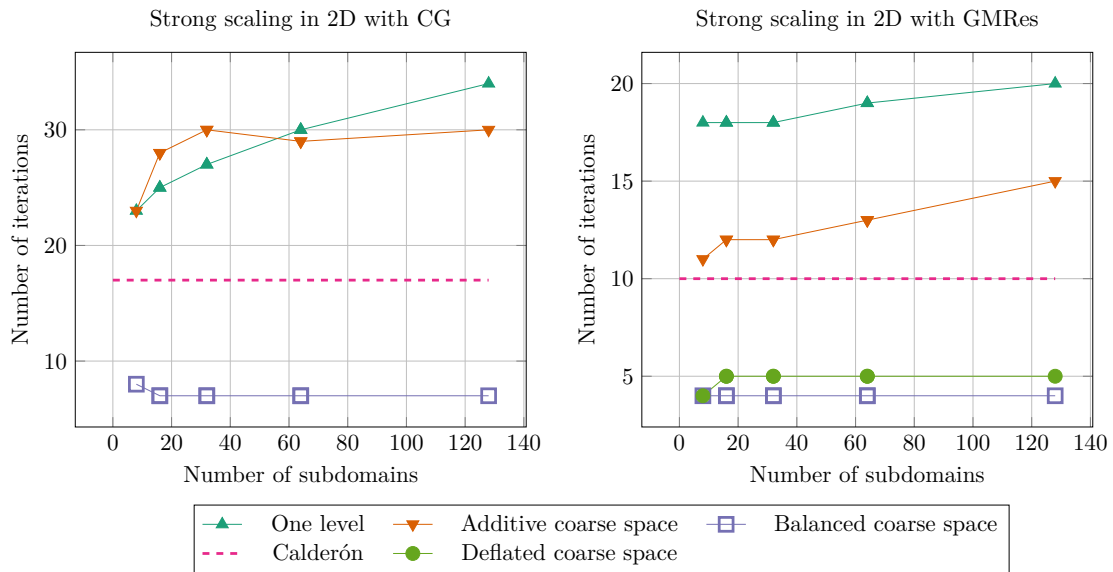 Strong scaling in 2D with CG
Number of iterations
30
20
10
0 20 40 60 80 100 120 140
Number of subdomains
Strong scaling in 2D with GMRes
Number of iterations
20
15
10
5
0 20 40 60 80 100 120 140
Number of subdomains
One level Additive coarse space Balanced coarse space
Calderón Deflated coarse space